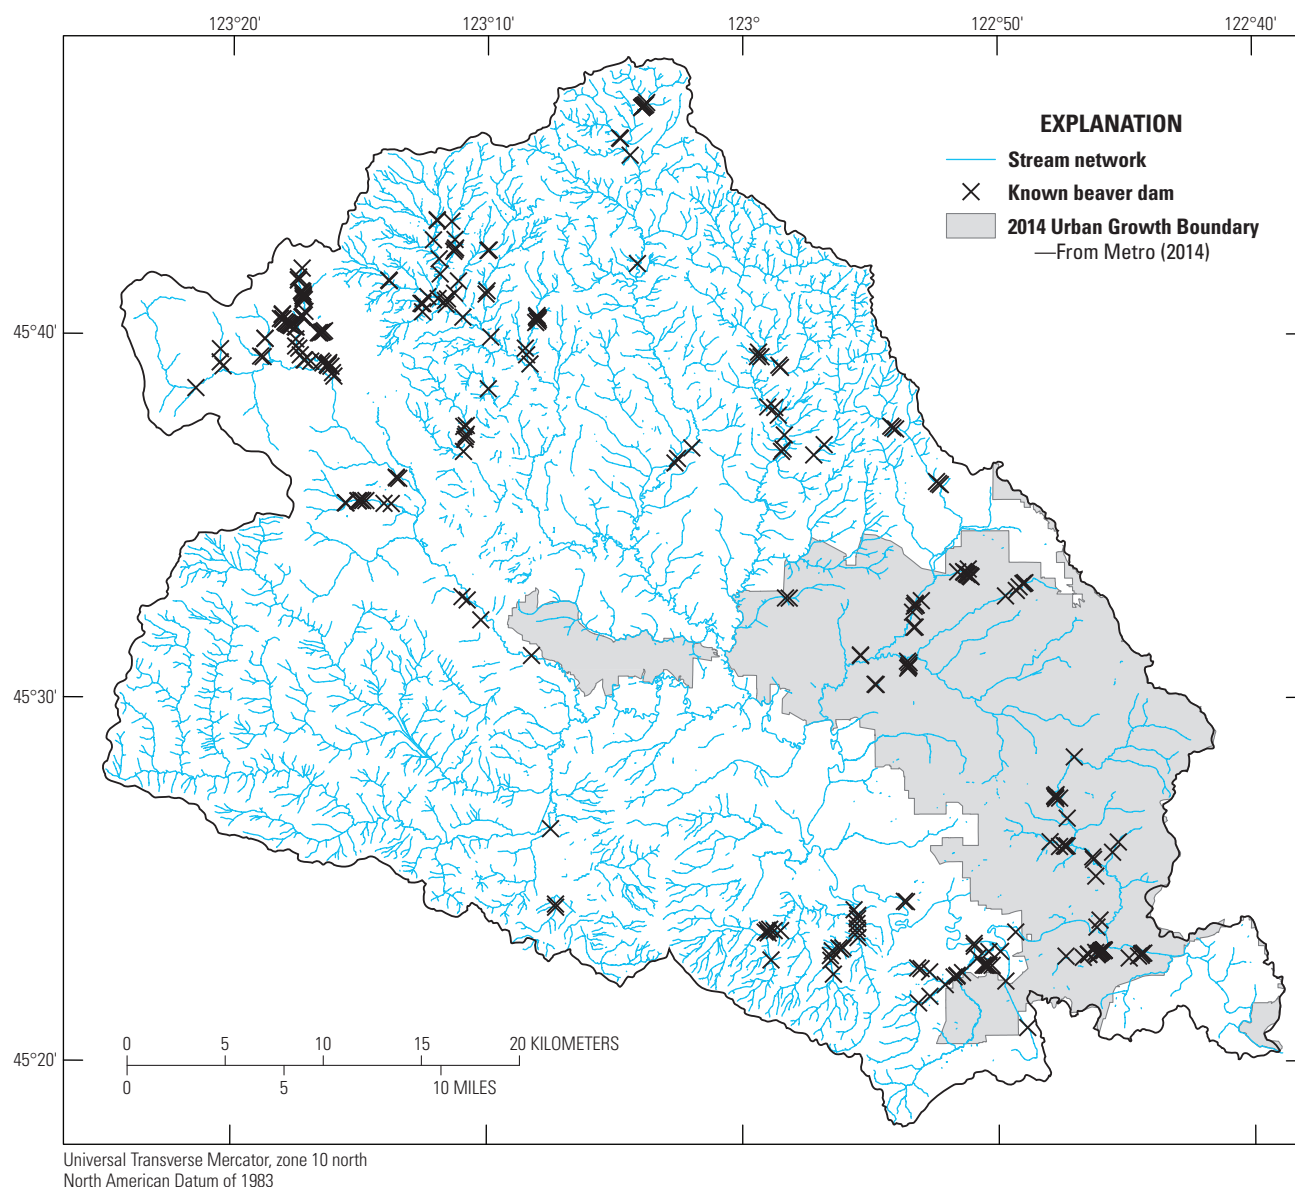 123°20'
123°10'
123°
122°50'
122°40'
EXPLANATION
Stream network
Known beaver dam
2014 Urban Growth Boundary
—From Metro (2014)
45°40'
45°30'
45°20'
0 5 10 15 20 KILOMETERS
0 5 10 MILES
Universal Transverse Mercator, zone 10 north
North American Datum of 1983